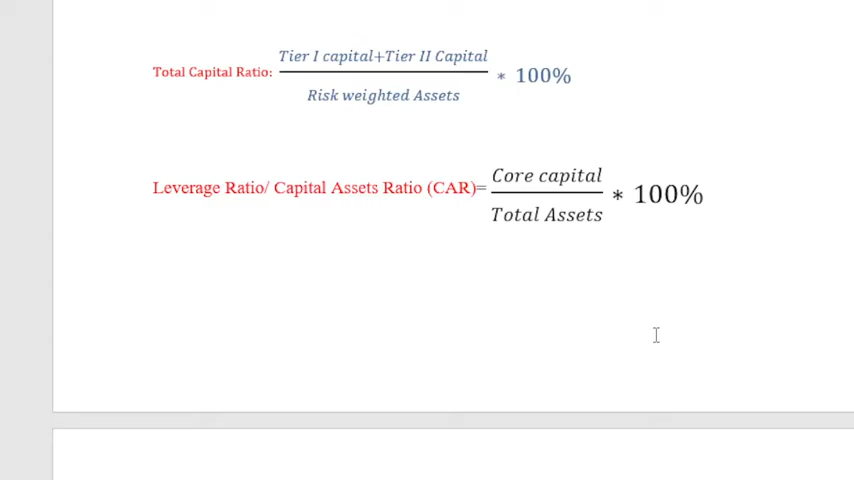 Total Capital Ratio: Tier I capital+Tier II Capital / Risk weighted Assets * 100%
Leverage Ratio/ Capital Assets Ratio (CAR)= Core capital / Total Assets * 100%